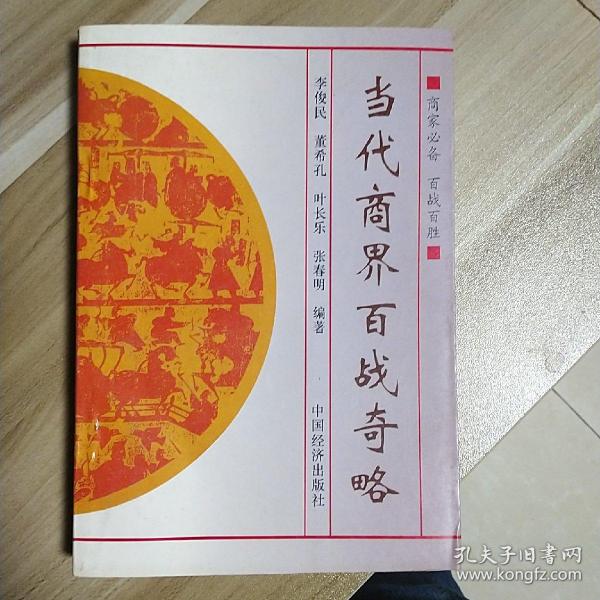 商家必备 百战百胜
当代商界百战奇略
李俊民 董希孔 叶长乐 张春明 编著
中国经济出版社
孔夫子旧书网
www.kongfz.com